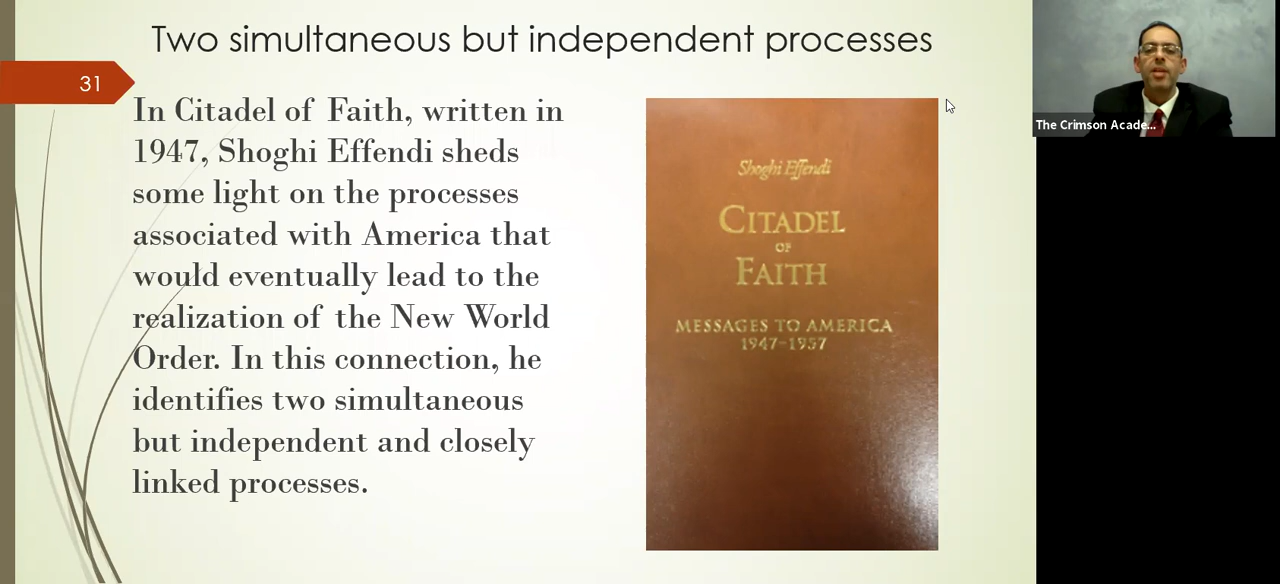 Two simultaneous but independent processes
31
In Citadel of Faith, written in
1947, Shoghi Effendi sheds
some light on the processes
associated with America that
would eventually lead to the
realization of the New World
Order. In this connection, he
identifies two simultaneous
but independent and closely
linked processes.
Shoghi Effendi
CITADEL
OF
FAITH
MESSAGES TO AMERICA
1947-1957
The Crimson Acade...